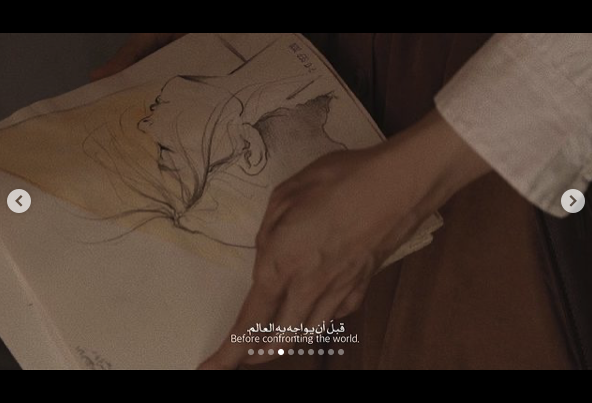 قبلَ أن يواجه به العالم.
Before confronting the world.